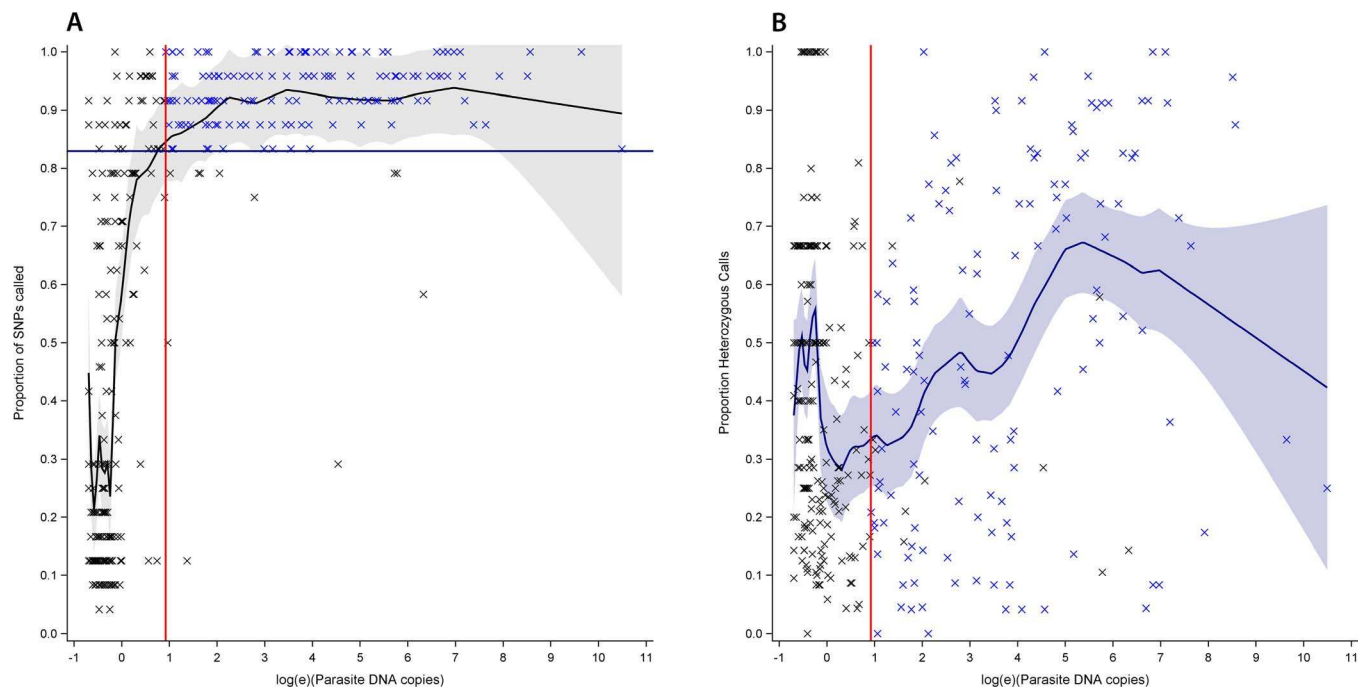 A
1.0
0.9
0.8
0.7
0.6
0.5
0.4
0.3
0.2
0.1
0.0
Proportion of SNPs called
-1 0 1 2 3 4 5 6 7 8 9 10 11
log(e)(Parasite DNA copies)
B
1.0
0.9
0.8
0.7
0.6
0.5
0.4
0.3
0.2
0.1
0.0
Proportion Heterozygous Calls
-1 0 1 2 3 4 5 6 7 8 9 10 11
log(e)(Parasite DNA copies)